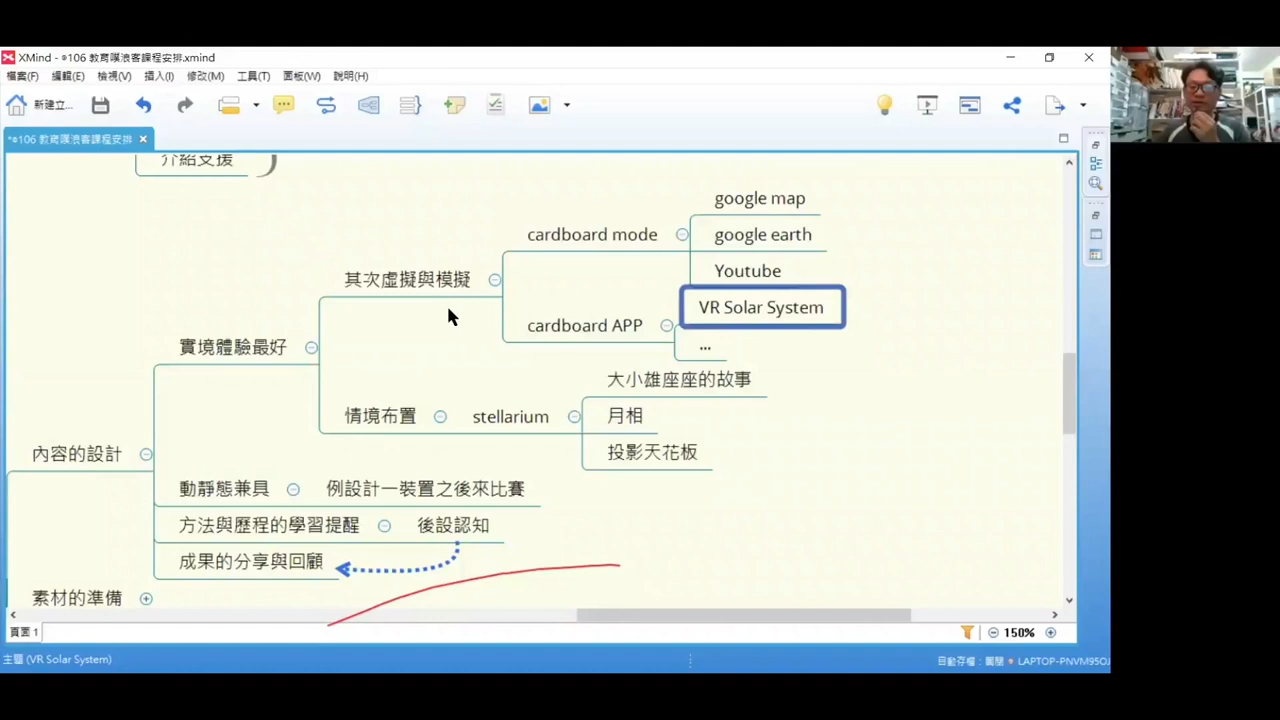 XMind - 106 教育噗浪客課程安排.xmind
檔案(F) 編輯(E) 檢視(V) 插入(I) 修改(M) 工具(T) 面板(W) 說明(H)
新建立...
*106 教育噗浪客課程安排
介紹支援
google map
cardboard mode
google earth
其次虛擬與模擬
Youtube
VR Solar System
cardboard APP
...
實境體驗最好
大小雄座座的故事
情境布置
stellarium
月相
投影天花板
內容的設計
動靜態兼具
例設計一裝置之後來比賽
方法與歷程的學習提醒
後設認知
成果的分享與回顧
素材的準備
頁面 1
150%
主題 (VR Solar System)
自動存檔：關閉
LAPTOP-PNVM95OJ